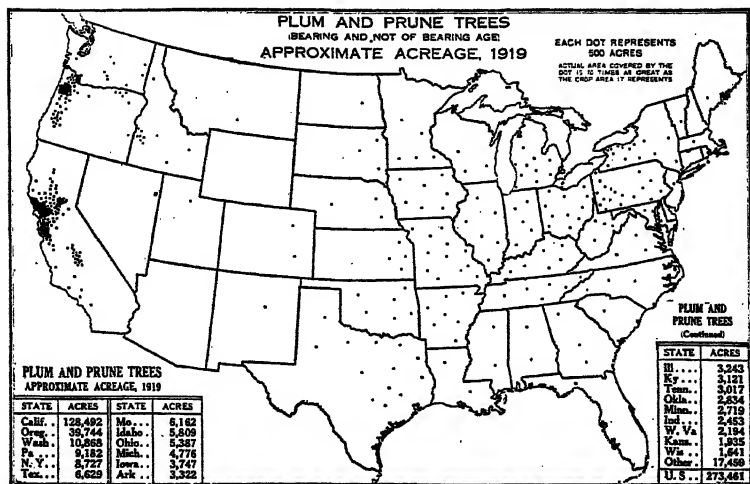 PLUM AND PRUNE TREES
(BEARING AND NOT OF BEARING AGE)
APPROXIMATE ACREAGE, 1919
EACH DOT REPRESENTS
500 ACRES
ACTUAL AREA COVERED BY THE
DOT IS 10 TIMES AS GREAT AS
THE CROP AREA IT REPRESENTS
PLUM AND PRUNE TREES
APPROXIMATE ACREAGE, 1919
STATE ACRES STATE ACRES
Calif.. 128,492 Mo... 6,162
Oreg.. 39,744 Idaho.. 5,809
Wash.. 10,868 Ohio.. 5,387
Pa... 9,182 Mich.. 4,776
N. Y.. 8,727 Iowa.. 3,747
Tex... 6,629 Ark .. 3,322
PLUM AND
PRUNE TREES
(Continued)
STATE ACRES
Ill.... 3,243
Ky... 3,121
Tenn.. 3,017
Okla.. 2,834
Minn.. 2,719
Ind... 2,453
W. Va 2,194
Kans.. 1,935
Wis .. 1,641
Other. 17,459
U. S .. 273,461